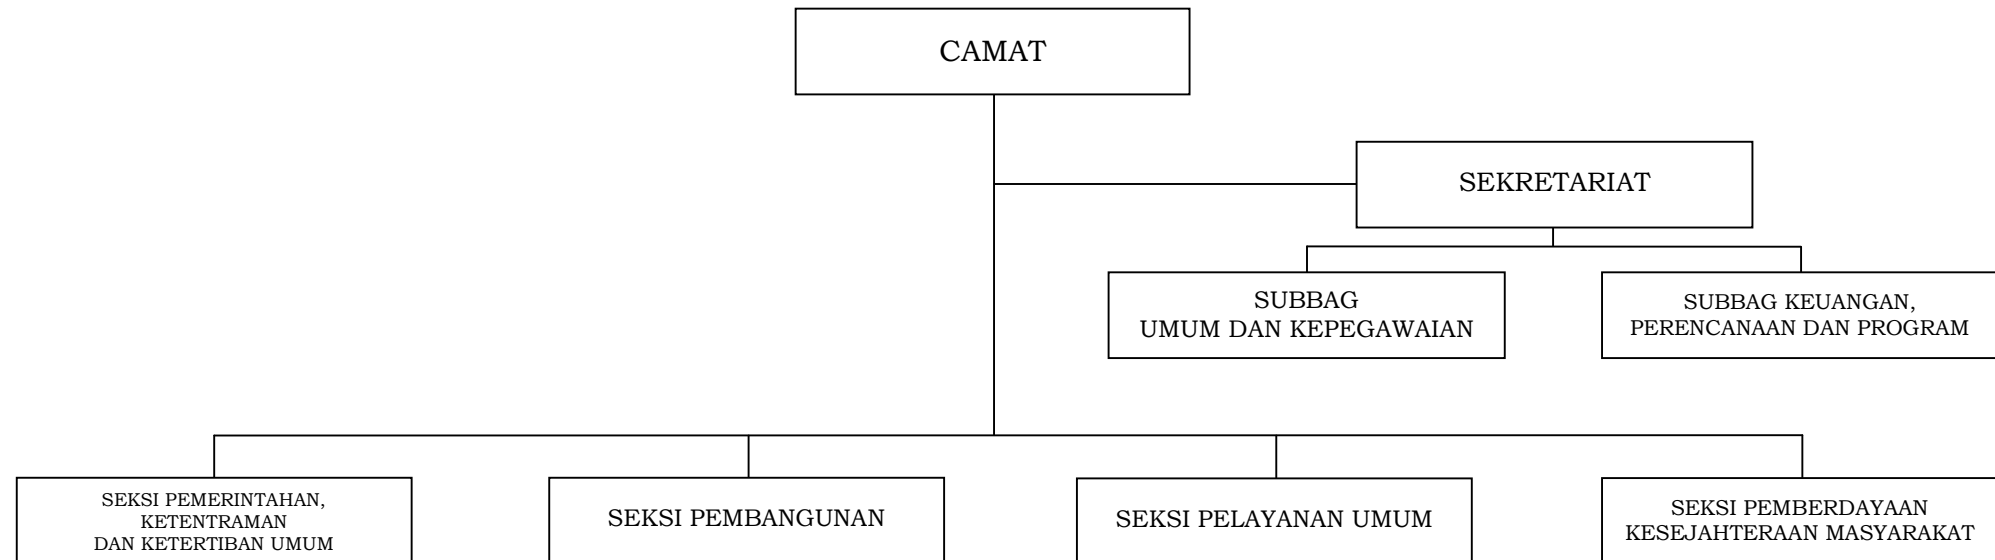 CAMAT
SEKRETARIAT
SUBBAG
UMUM DAN KEPEGAWAIAN
SUBBAG KEUANGAN,
PERENCANAAN DAN PROGRAM
SEKSI PEMERINTAHAN,
KETENTRAMAN
DAN KETERTIBAN UMUM
SEKSI PEMBANGUNAN
SEKSI PELAYANAN UMUM
SEKSI PEMBERDAYAAN
KESEJAHTERAAN MASYARAKAT